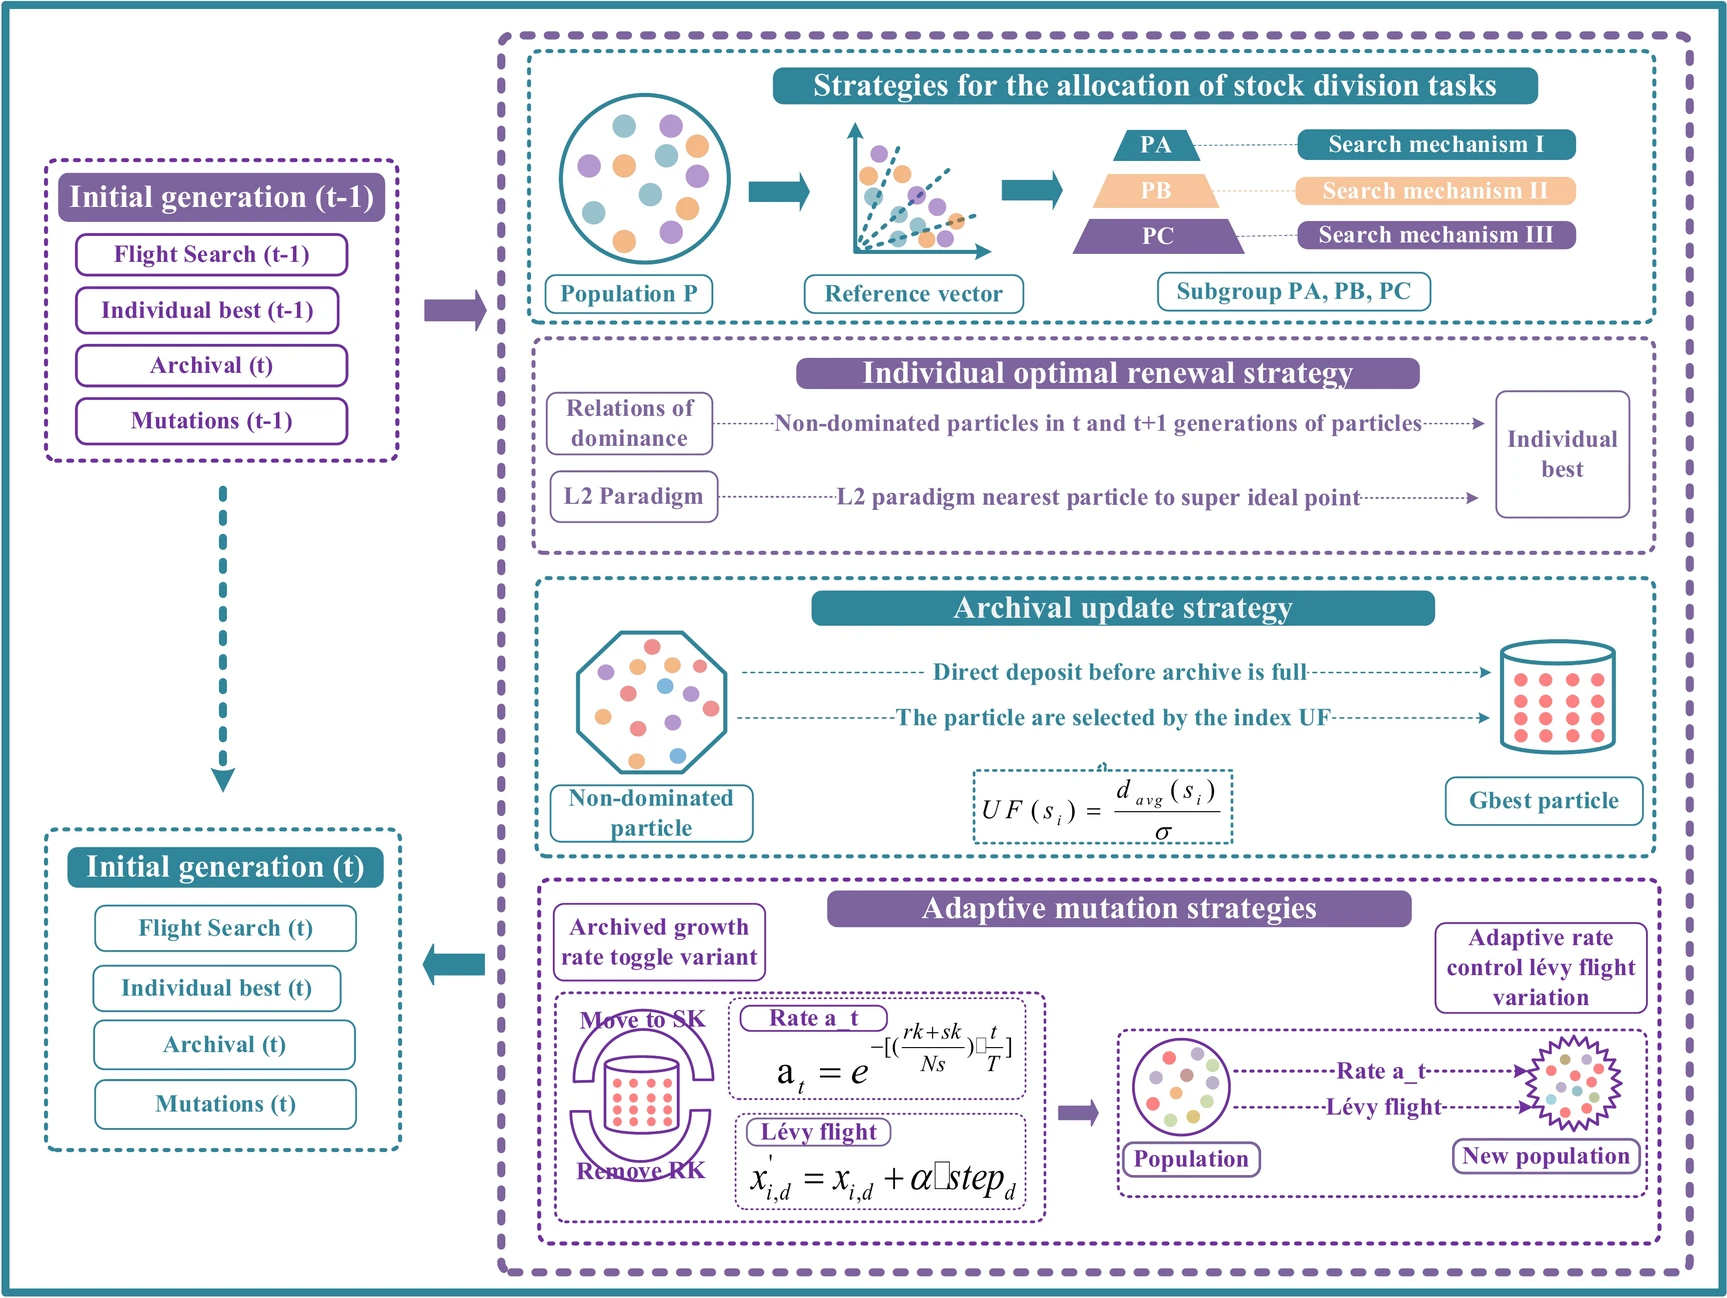 Initial generation (t-1)
Flight Search (t-1)
Individual best (t-1)
Archival (t)
Mutations (t-1)
Initial generation (t)
Flight Search (t)
Individual best (t)
Archival (t)
Mutations (t)
Strategies for the allocation of stock division tasks
PA
Search mechanism I
PB
Search mechanism II
PC
Search mechanism III
Population P
Reference vector
Subgroup PA, PB, PC
Individual optimal renewal strategy
Relations of
dominance
Non-dominated particles in t and t+1 generations of particles
Individual
best
L2 Paradigm
L2 paradigm nearest particle to super ideal point
Archival update strategy
Direct deposit before archive is full
The particle are selected by the index UF
Non-dominated
particle
UF(s_i) = d_avg(s_i) / σ
Gbest particle
Adaptive mutation strategies
Archived growth
rate toggle variant
Adaptive rate
control lévy flight
variation
Move to SK
Remove RK
Rate a_t
a_t = e^{-[(rk+sk/Ns)□t/T]}
Lévy flight
x'_{i,d} = x_{i,d} + α□step_d
Rate a_t
Lévy flight
Population
New population